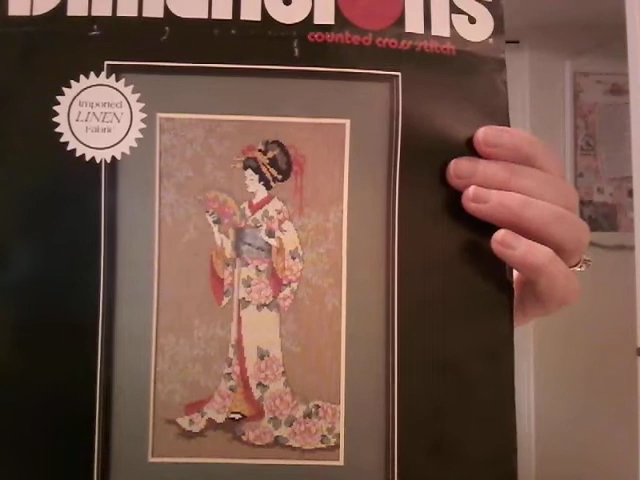 Dimensions
counted cross stitch
Imported
LINEN
Fabric